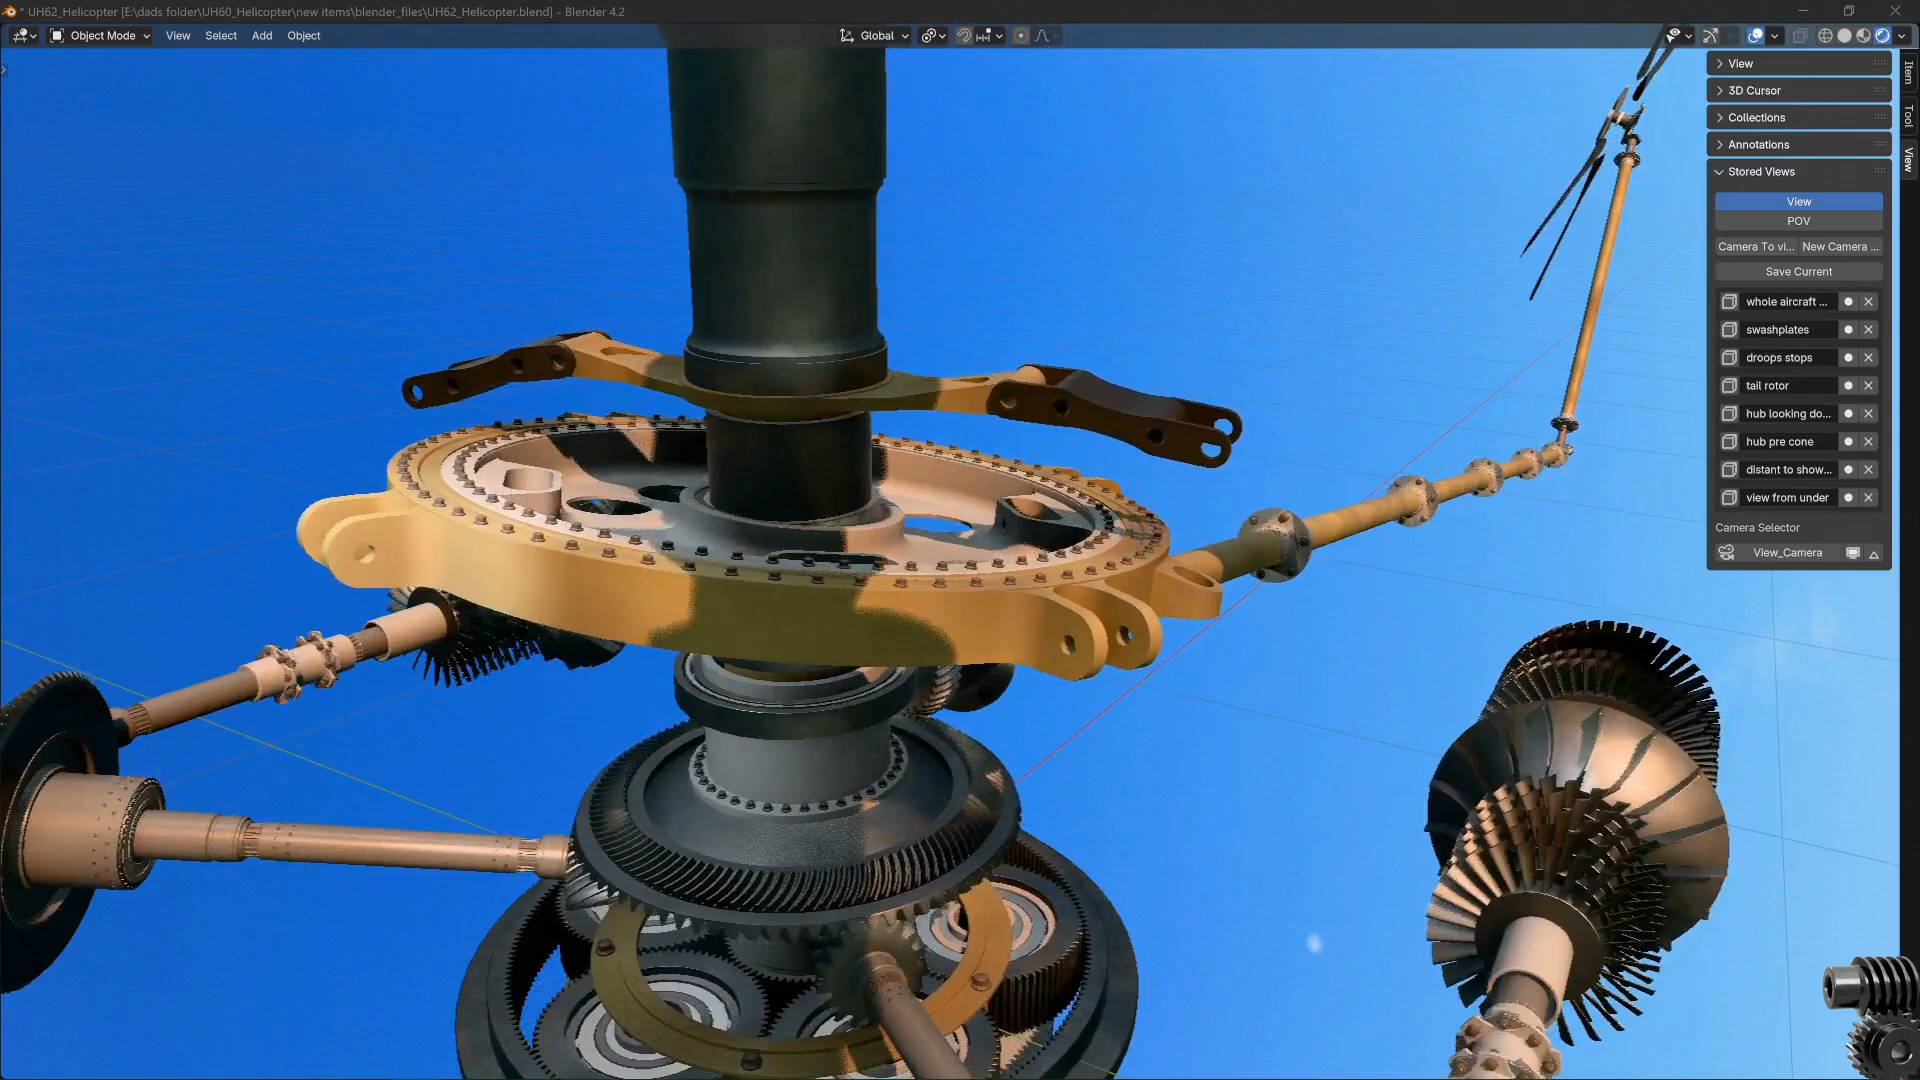 * UH62_Helicopter [E:\dads folder\UH60_Helicopter\new items\blender_files\UH62_Helicopter.blend] - Blender 4.2
Object Mode View Select Add Object Global
View
3D Cursor
Collections
Annotations
Stored Views
View
POV
Camera To vi... New Camera ...
Save Current
whole aircraft ...
swashplates
droops stops
tail rotor
hub looking do...
hub pre cone
distant to show...
view from under
Camera Selector
View_Camera
Item
Tool
View